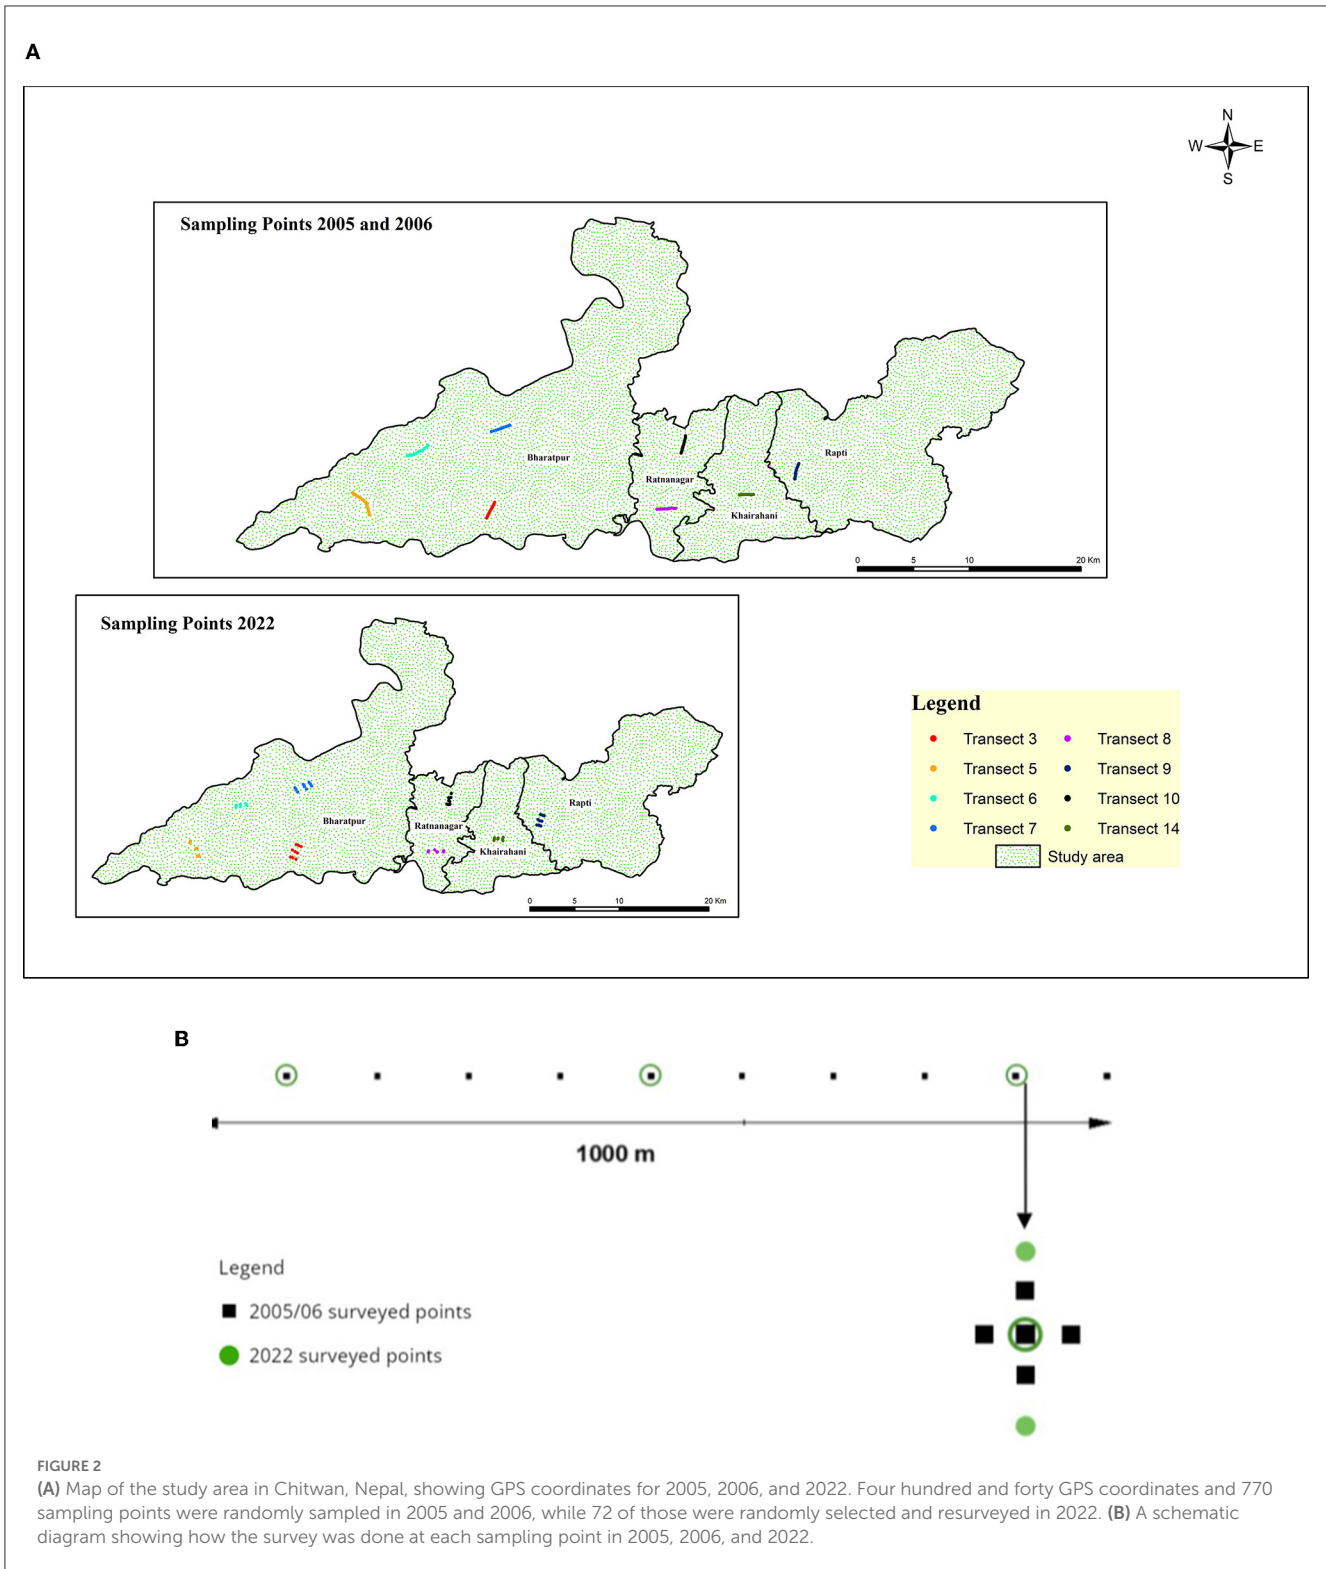 A
N
W E
S
Sampling Points 2005 and 2006
Bharatpur
Ratnanagar
Khairahani
Rapti
0 5 10 20 Km
Sampling Points 2022
Bharatpur
Ratnanagar
Khairahani
Rapti
0 5 10 20 Km
Legend
Transect 3 Transect 8
Transect 5 Transect 9
Transect 6 Transect 10
Transect 7 Transect 14
Study area
B
1000 m
Legend
2005/06 surveyed points
2022 surveyed points
FIGURE 2
(A) Map of the study area in Chitwan, Nepal, showing GPS coordinates for 2005, 2006, and 2022. Four hundred and forty GPS coordinates and 770
sampling points were randomly sampled in 2005 and 2006, while 72 of those were randomly selected and resurveyed in 2022. (B) A schematic
diagram showing how the survey was done at each sampling point in 2005, 2006, and 2022.